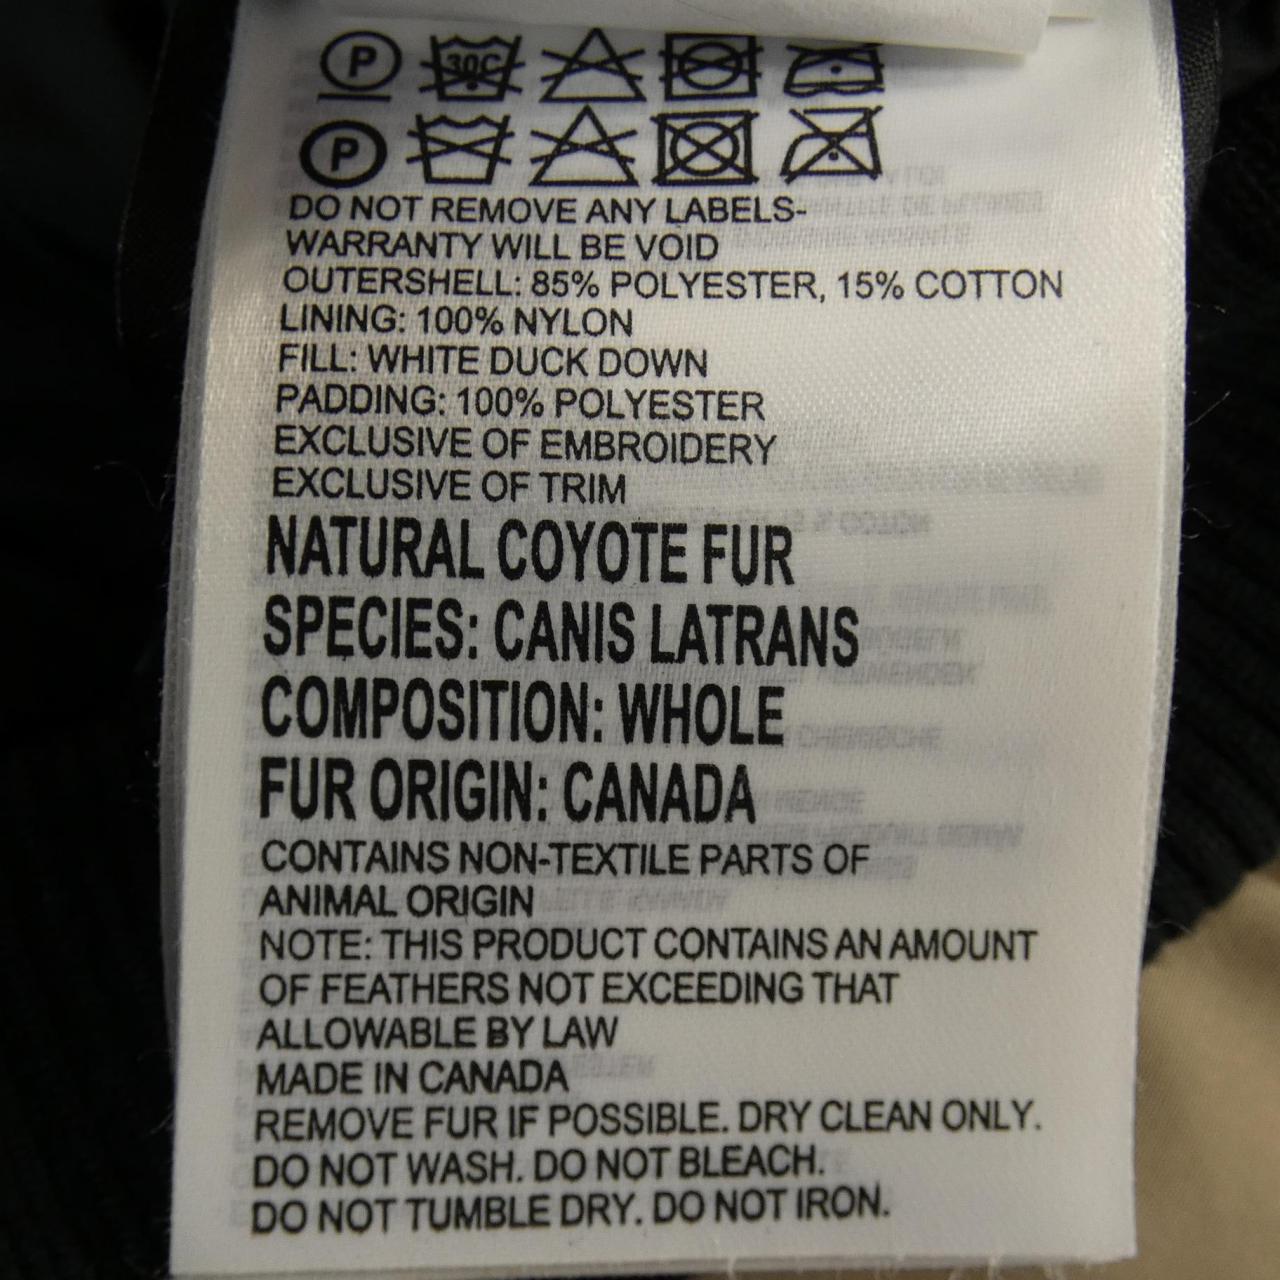 P 30C
P
DO NOT REMOVE ANY LABELS-
WARRANTY WILL BE VOID
OUTERSHELL: 85% POLYESTER, 15% COTTON
LINING: 100% NYLON
FILL: WHITE DUCK DOWN
PADDING: 100% POLYESTER
EXCLUSIVE OF EMBROIDERY
EXCLUSIVE OF TRIM
NATURAL COYOTE FUR
SPECIES: CANIS LATRANS
COMPOSITION: WHOLE
FUR ORIGIN: CANADA
CONTAINS NON-TEXTILE PARTS OF
ANIMAL ORIGIN
NOTE: THIS PRODUCT CONTAINS AN AMOUNT
OF FEATHERS NOT EXCEEDING THAT
ALLOWABLE BY LAW
MADE IN CANADA
REMOVE FUR IF POSSIBLE. DRY CLEAN ONLY.
DO NOT WASH. DO NOT BLEACH.
DO NOT TUMBLE DRY. DO NOT IRON.